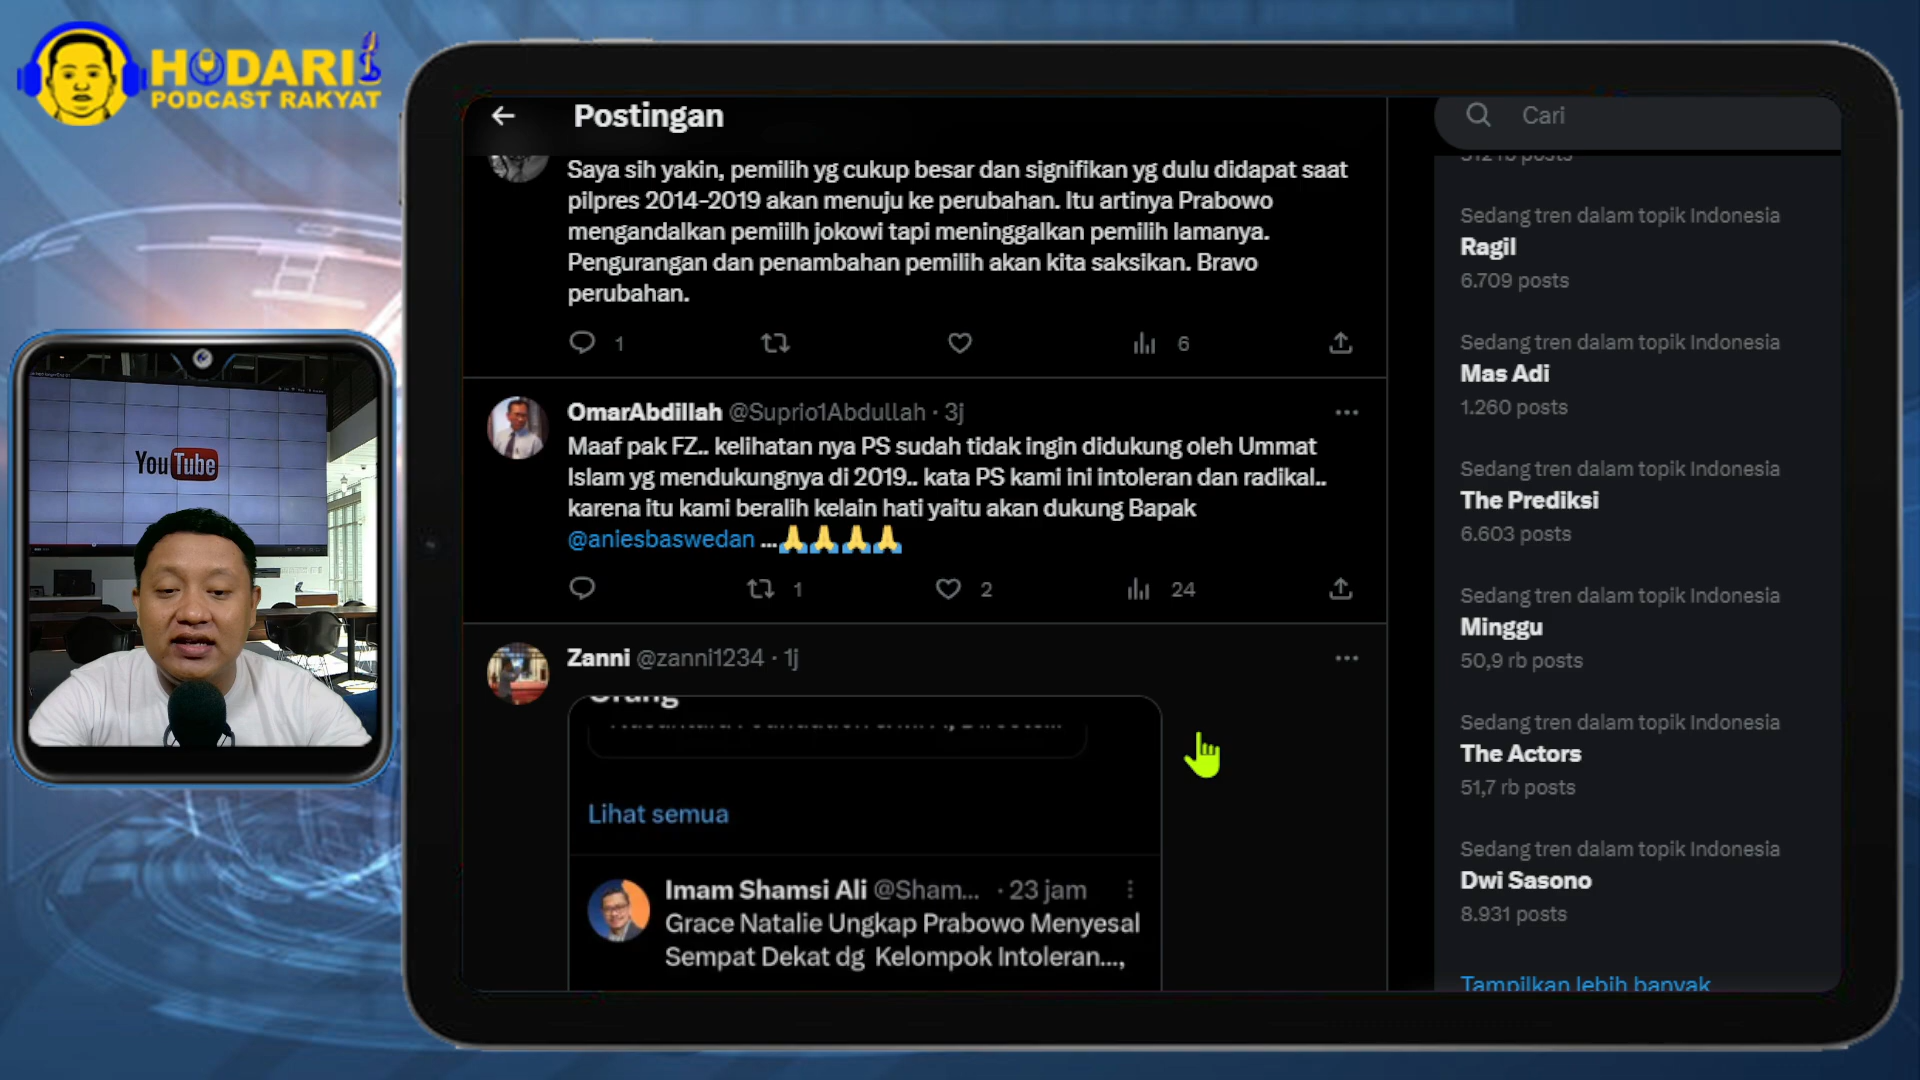 HODARI
PODCAST RAKYAT
YouTube
Postingan
Saya sih yakin, pemilih yg cukup besar dan signifikan yg dulu didapat saat
pilpres 2014-2019 akan menuju ke perubahan. Itu artinya Prabowo
mengandalkan pemiilh jokowi tapi meninggalkan pemilih lamanya.
Pengurangan dan penambahan pemilih akan kita saksikan. Bravo
perubahan.
1
6
OmarAbdillah @Suprio1Abdullah · 3j
Maaf pak FZ.. kelihatan nya PS sudah tidak ingin didukung oleh Ummat
Islam yg mendukungnya di 2019.. kata PS kami ini intoleran dan radikal..
karena itu kami beralih kelain hati yaitu akan dukung Bapak
@aniesbaswedan ...🙏🙏🙏🙏
1
2
24
Zanni @zanni1234 · 1j
Orang
Lihat semua
Imam Shamsi Ali @Sham... · 23 jam
Grace Natalie Ungkap Prabowo Menyesal
Sempat Dekat dg Kelompok Intoleran...,
Cari
512 rb posts
Sedang tren dalam topik Indonesia
Ragil
6.709 posts
Sedang tren dalam topik Indonesia
Mas Adi
1.260 posts
Sedang tren dalam topik Indonesia
The Prediksi
6.603 posts
Sedang tren dalam topik Indonesia
Minggu
50,9 rb posts
Sedang tren dalam topik Indonesia
The Actors
51,7 rb posts
Sedang tren dalam topik Indonesia
Dwi Sasono
8.931 posts
Tampilkan lebih banyak